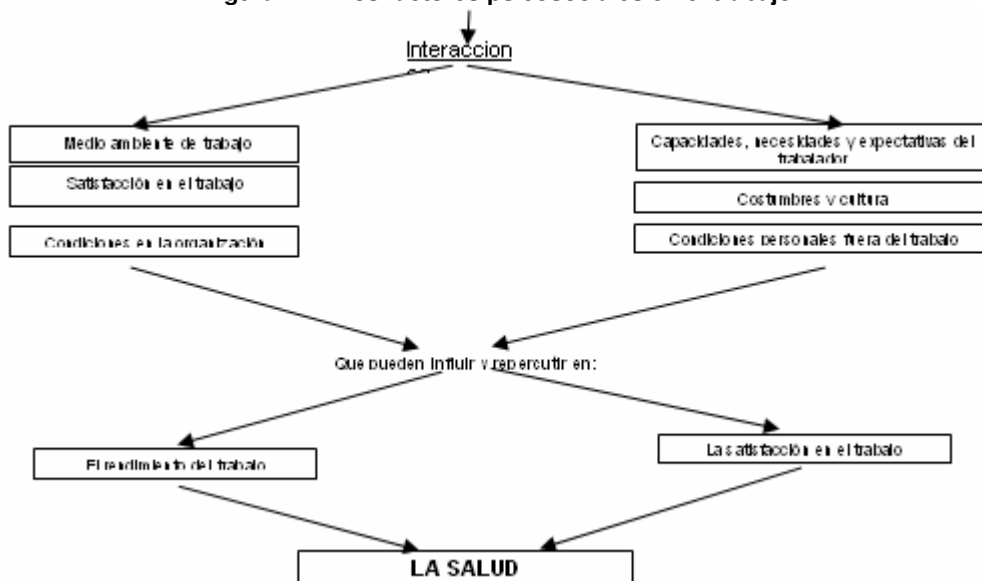 Interaccion
Medio ambiente de trabajo
Satisfacción en el trabajo
Condiciones en la organización
Capacidades, necesidades y expectativas del
trabajador
Costumbres y cultura
Condiciones personales fuera del trabajo
Que pueden influir y repercutir en:
El rendimiento del trabajo
La satisfacción en el trabajo
LA SALUD